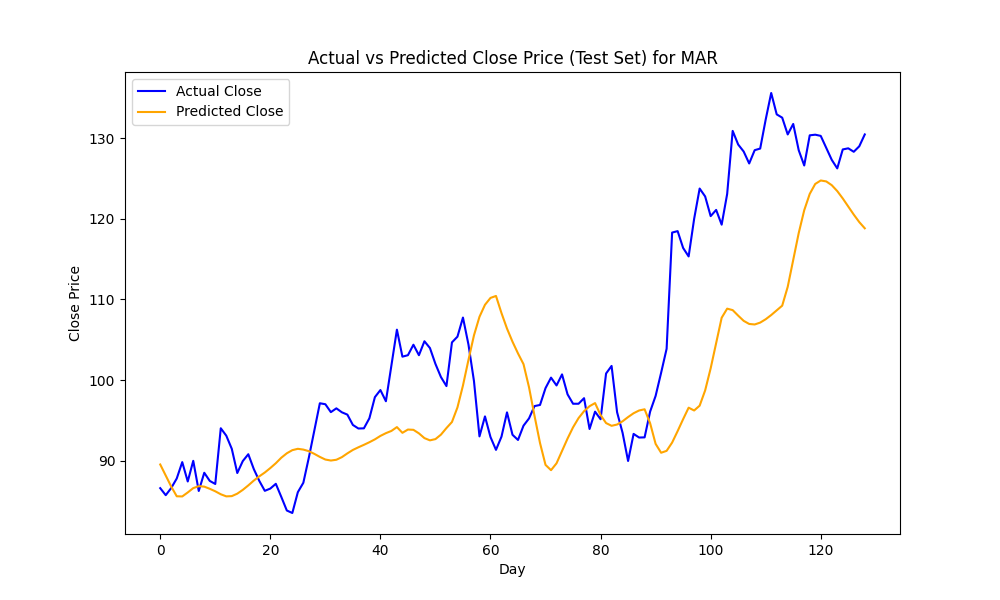 Actual vs Predicted Close Price (Test Set) for MAR
Actual Close
Predicted Close
Close Price
130
120
110
100
90
0 20 40 60 80 100 120
Day